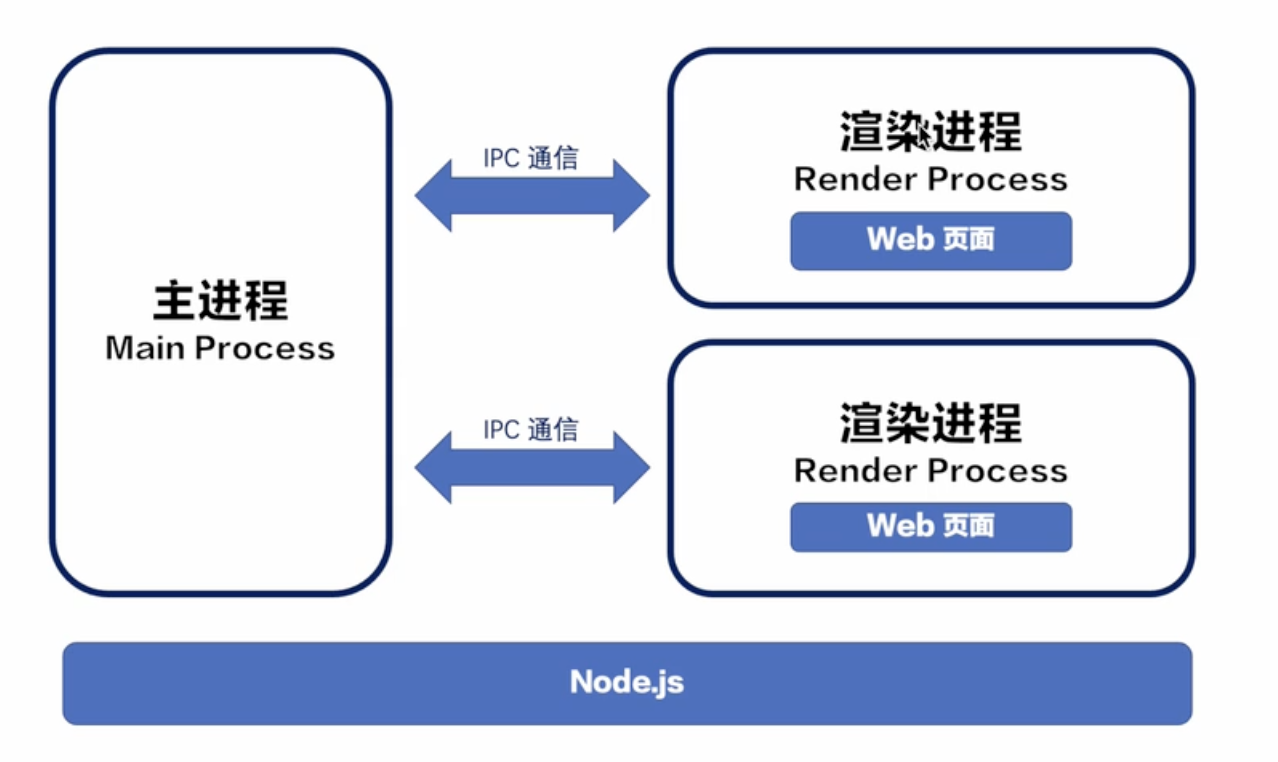 主进程
Main Process
IPC 通信
渲染进程
Render Process
Web 页面
IPC 通信
渲染进程
Render Process
Web 页面
Node.js